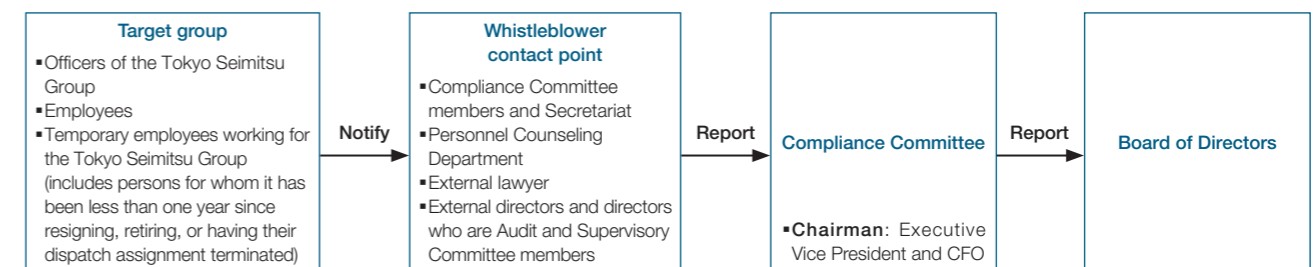 Target group
▪Officers of the Tokyo Seimitsu
Group
▪Employees
▪Temporary employees working for
the Tokyo Seimitsu Group
(includes persons for whom it has
been less than one year since
resigning, retiring, or having their
dispatch assignment terminated)
Notify
Whistleblower
contact point
▪Compliance Committee
members and Secretariat
▪Personnel Counseling
Department
▪External lawyer
▪External directors and directors
who are Audit and Supervisory
Committee members
Report
Compliance Committee
▪Chairman: Executive
Vice President and CFO
Report
Board of Directors